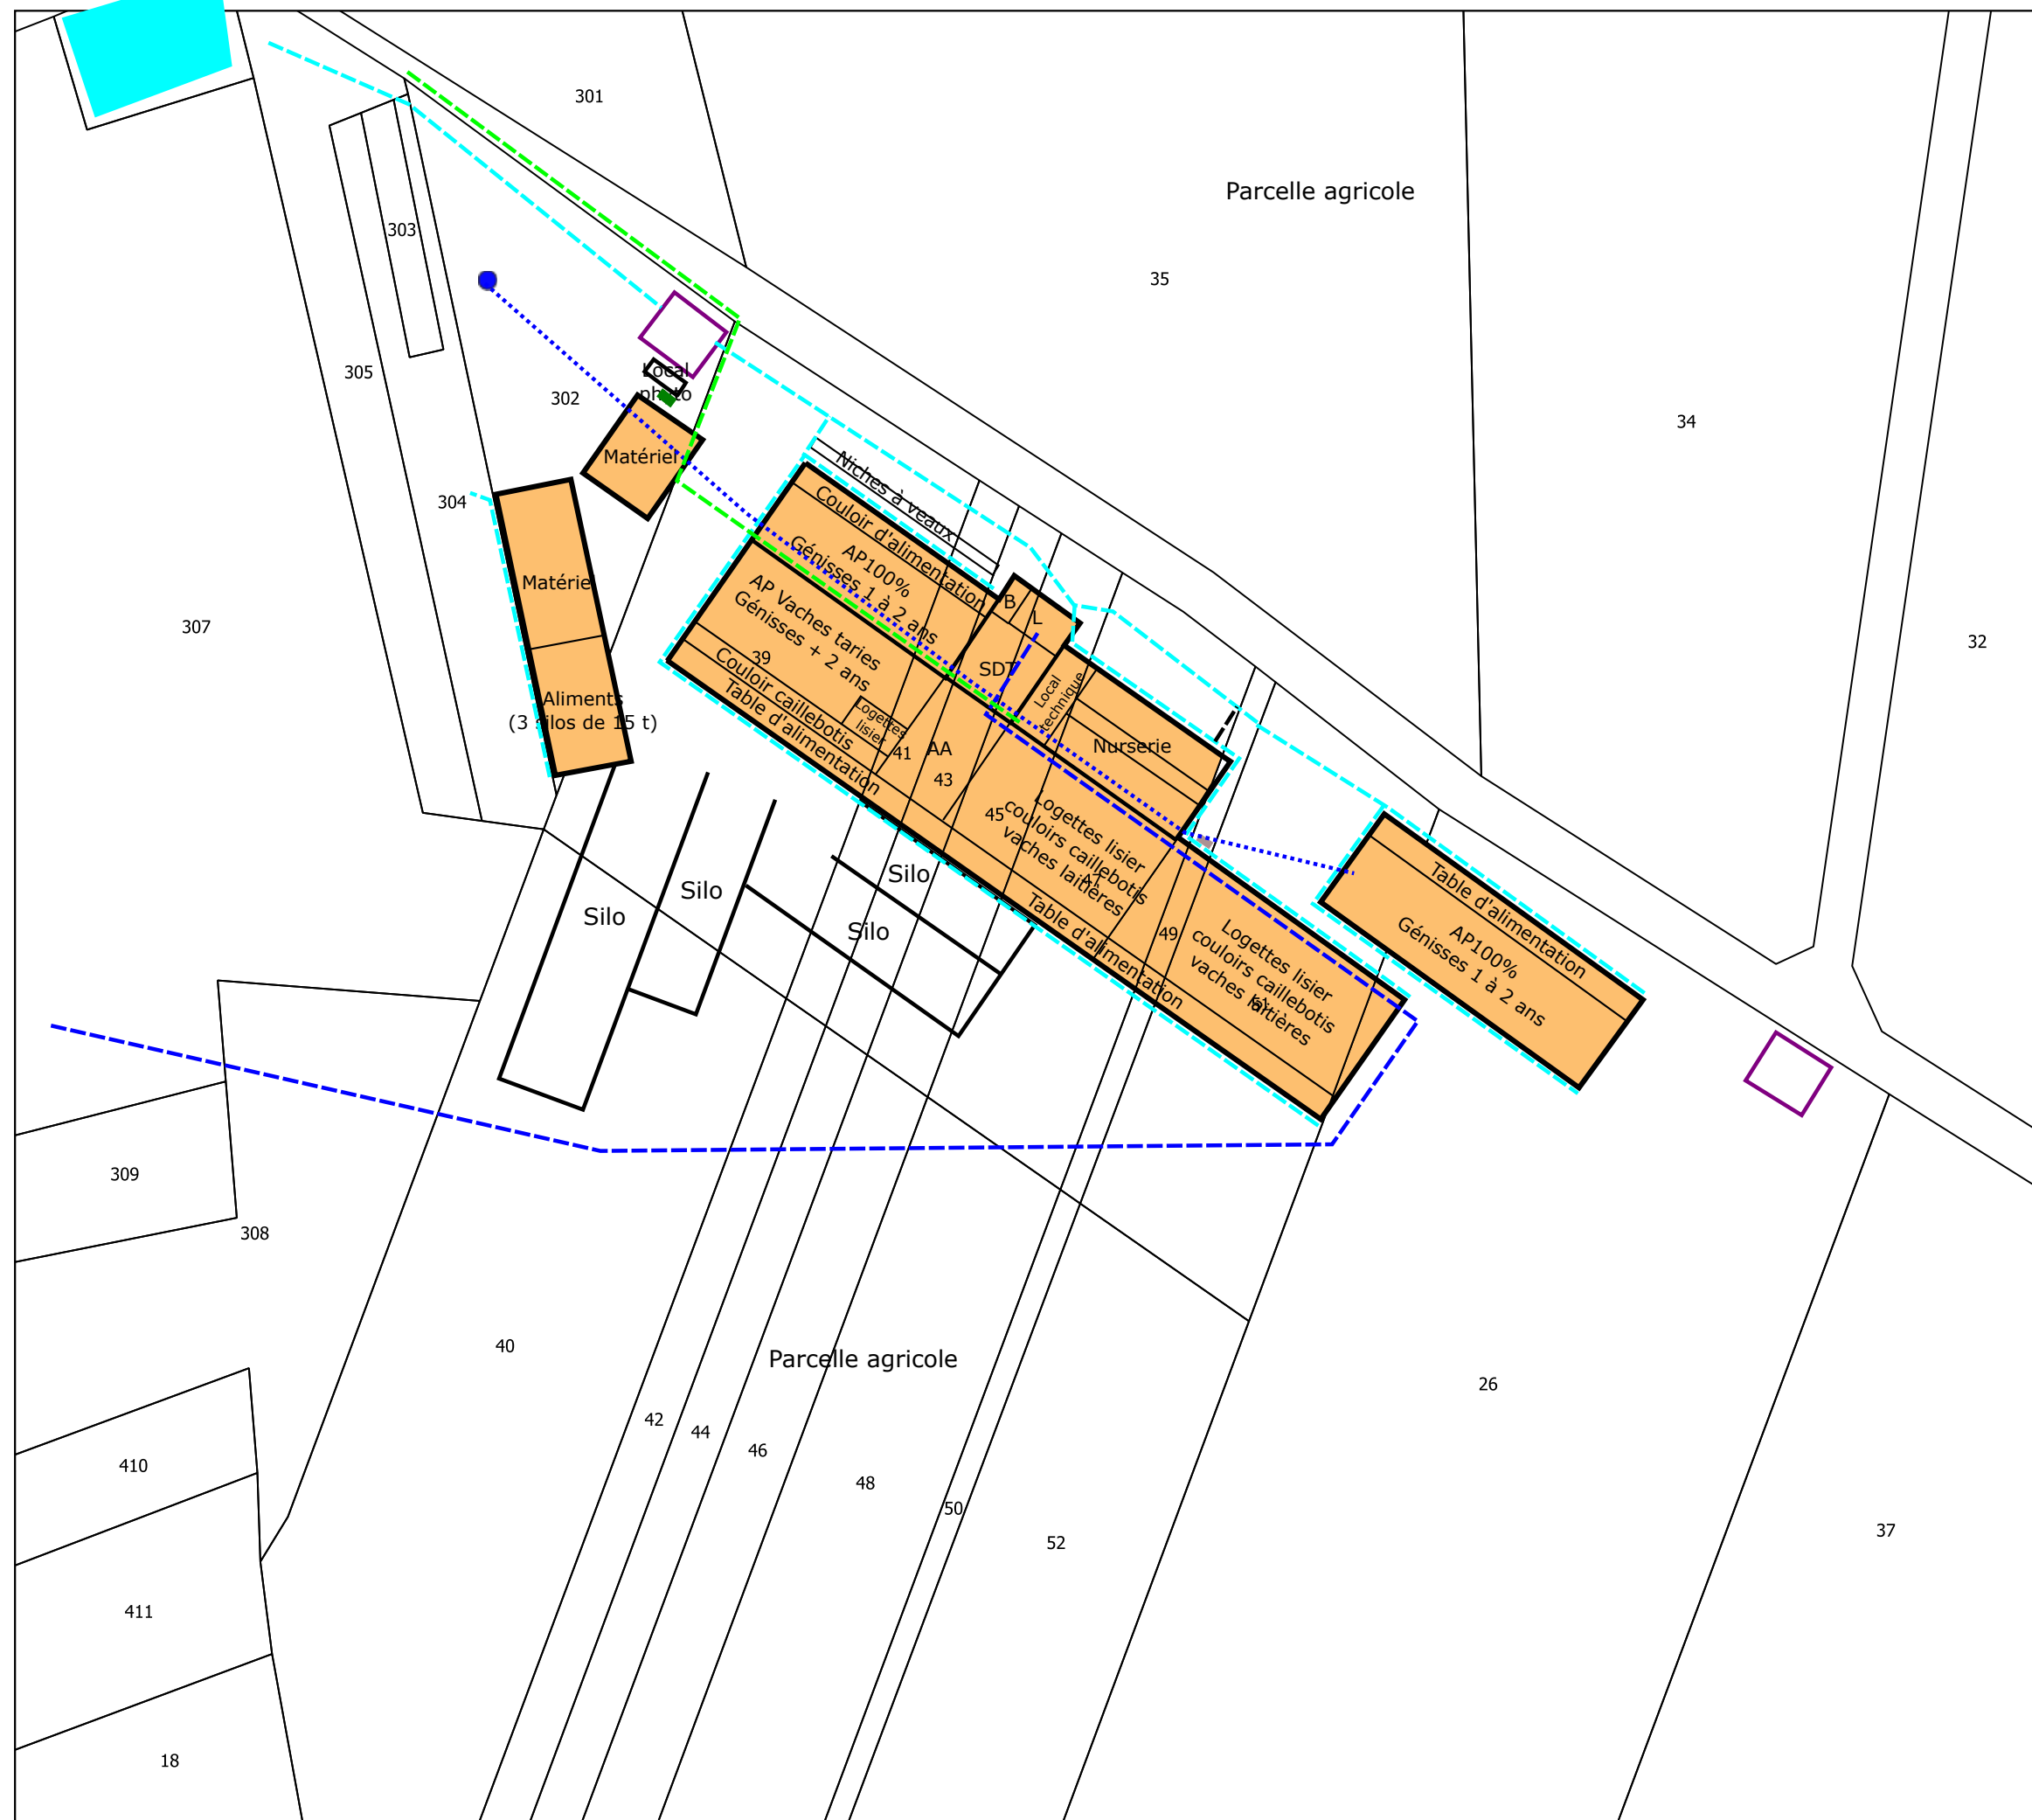 301
Parcelle agricole
303
35
Local
photo
305
302
34
Matériel
Niches à veaux
Couloir d'alimentation
304
AP100%
Génisses 1 à 2 ans
Matériel
AP Vaches taries
Génisses + 2 ans
B
L
307
32
39
SDT
Local
technique
Couloir caillebotis
Table d'alimentation
Logettes
lisier
Aliments
(3 silos de 15 t)
41
AA
Nurserie
43
45
Logettes lisier
couloirs caillebotis
vaches laitières
47
Silo
Silo
Silo
Silo
Table d'alimentation
49
Logettes lisier
couloirs caillebotis
vaches laitières
Table d'alimentation
AP100%
Génisses 1 à 2 ans
309
308
40
Parcelle agricole
26
42
44
46
410
48
50
52
37
411
18